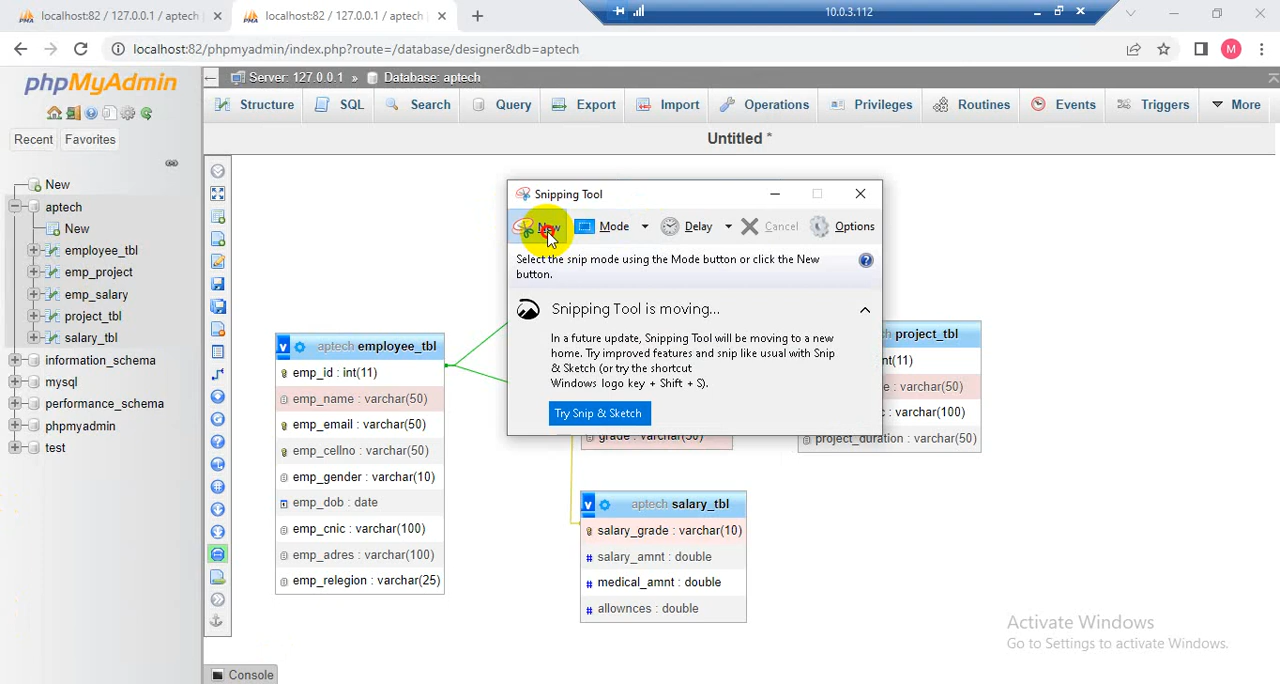 localhost:82 / 127.0.0.1 / aptech
localhost:82 / 127.0.0.1 / aptech
10.0.3.112
localhost:82/phpmyadmin/index.php?route=/database/designer&db=aptech
M
phpMyAdmin
Server: 127.0.0.1 » Database: aptech
Structure SQL Search Query Export Import Operations Privileges Routines Events Triggers More
Recent Favorites
Untitled *
New
aptech
New
employee_tbl
emp_project
emp_salary
project_tbl
salary_tbl
information_schema
mysql
performance_schema
phpmyadmin
test
Snipping Tool
New Mode Delay Cancel Options
Select the snip mode using the Mode button or click the New
button.
Snipping Tool is moving...
In a future update, Snipping Tool will be moving to a new
home. Try improved features and snip like usual with Snip
& Sketch (or try the shortcut
Windows logo key + Shift + S).
Try Snip & Sketch
v aptech employee_tbl
emp_id : int(11)
emp_name : varchar(50)
emp_email : varchar(50)
emp_cellno : varchar(50)
emp_gender : varchar(10)
emp_dob : date
emp_cnic : varchar(100)
emp_adres : varchar(100)
emp_relegion : varchar(25)
grade : varchar(50)
project_tbl
int(11)
: varchar(50)
: varchar(100)
project_duration : varchar(50)
v aptech salary_tbl
salary_grade : varchar(10)
# salary_amnt : double
# medical_amnt : double
# allownces : double
Activate Windows
Go to Settings to activate Windows.
Console